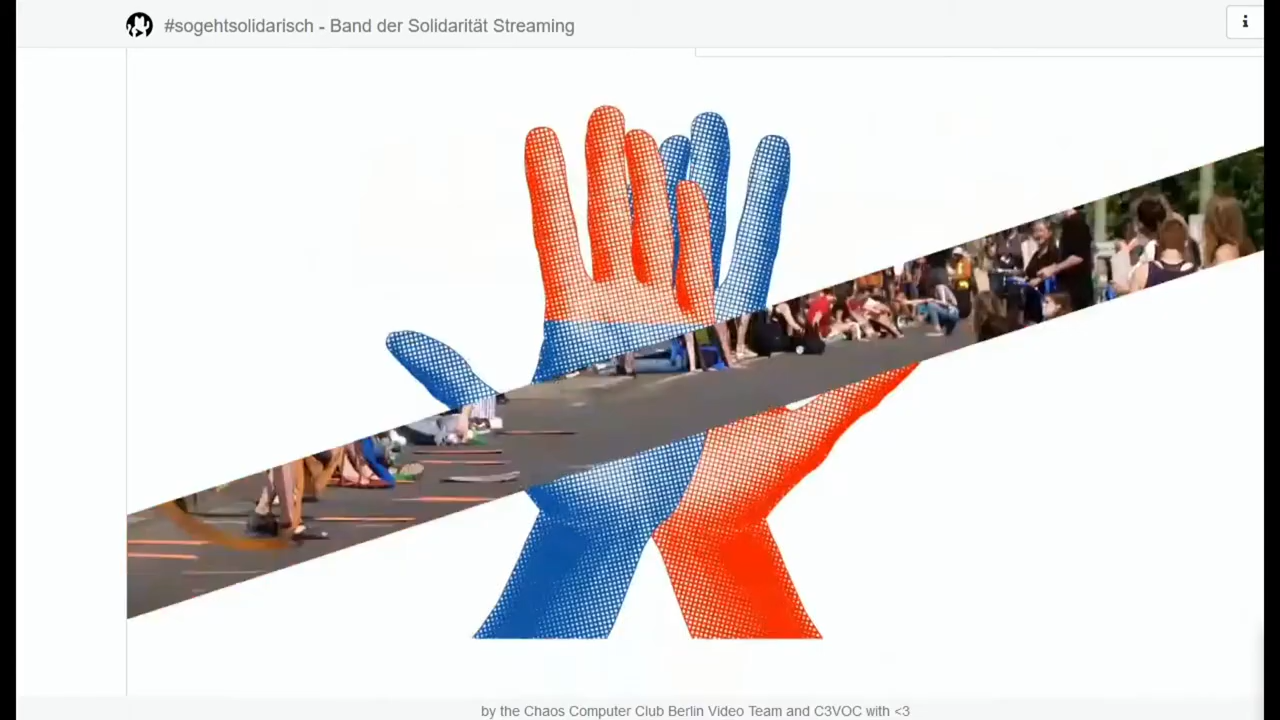 #sogehtsolidarisch - Band der Solidarität Streaming
by the Chaos Computer Club Berlin Video Team and C3VOC with <3